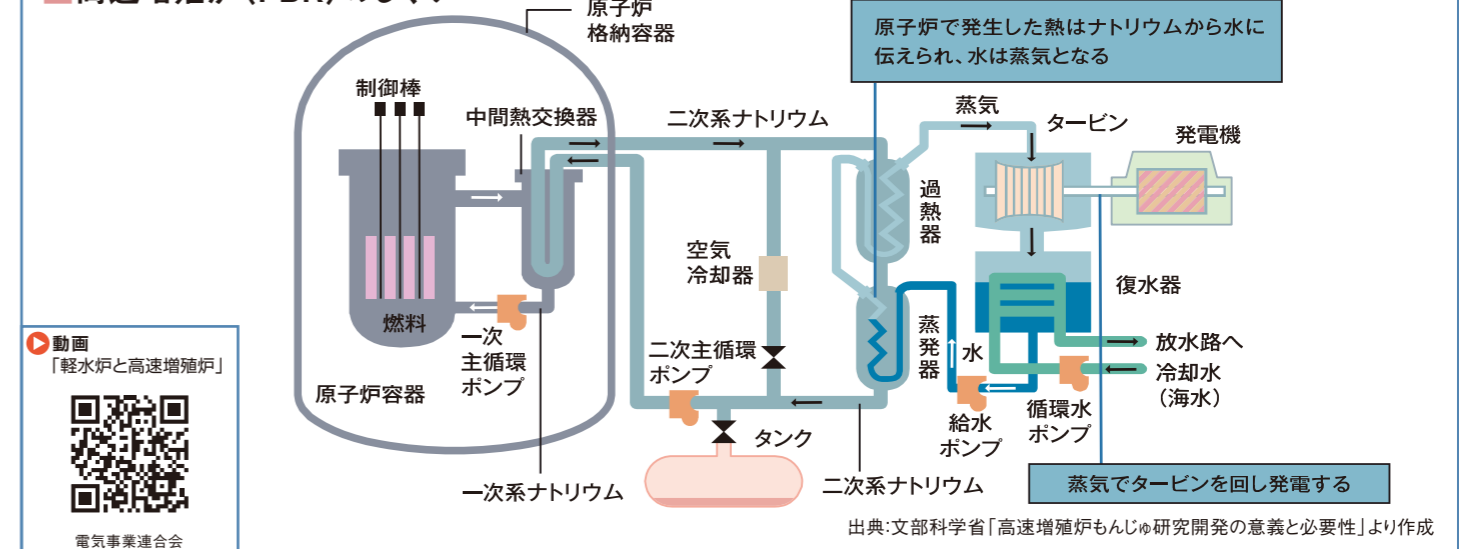 高速増殖炉(FBR)のしくみ
原子炉
格納容器
原子炉で発生した熱はナトリウムから水に
伝えられ、水は蒸気となる
制御棒
中間熱交換器
二次系ナトリウム
蒸気
タービン
発電機
過熱器
空気
冷却器
復水器
燃料
一次
主循環
ポンプ
二次主循環
ポンプ
蒸発器
水
放水路へ
冷却水
(海水)
原子炉容器
給水
ポンプ
循環水
ポンプ
タンク
一次系ナトリウム
二次系ナトリウム
蒸気でタービンを回し発電する
動画
「軽水炉と高速増殖炉」
電気事業連合会
出典:文部科学省「高速増殖炉もんじゅ研究開発の意義と必要性」より作成